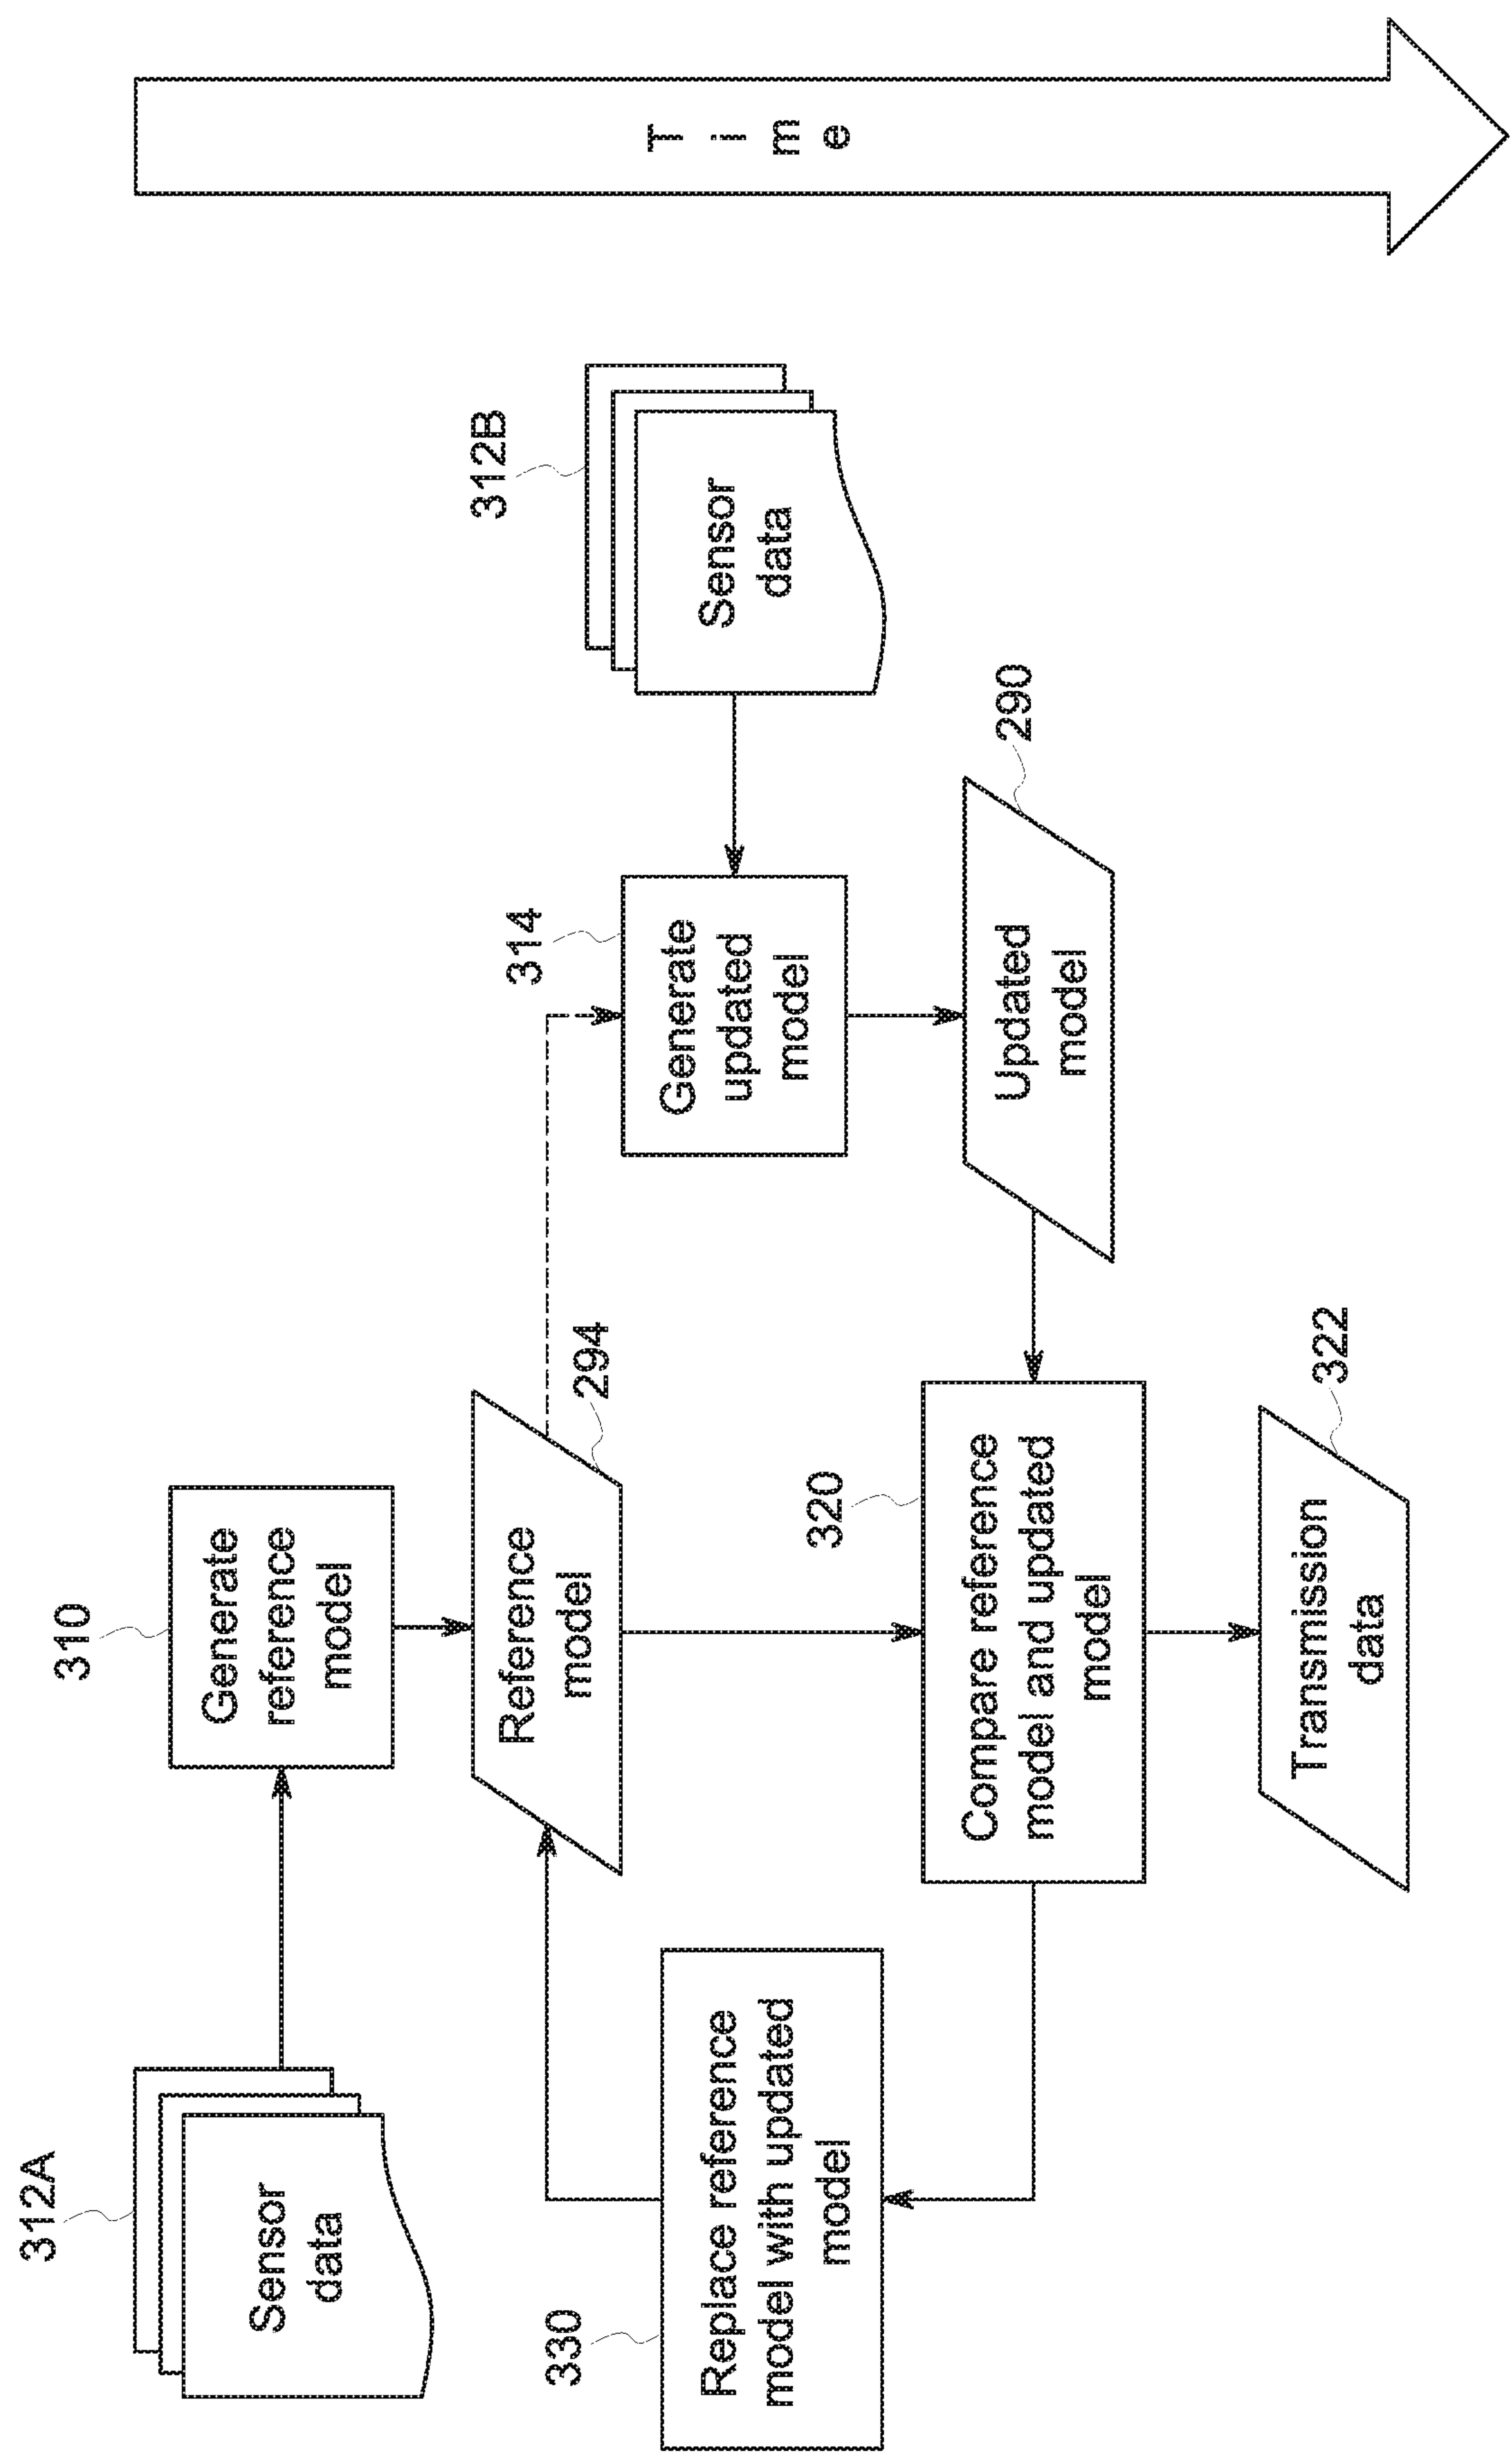 312A
Sensor
data
310
Generate
reference
model
Reference
model
294
312B
Sensor
data
314
Generate
updated
model
Updated
model
290
330
Replace reference
model with updated
model
320
Compare reference
model and updated
model
Transmission
data
322
T
i
m
e